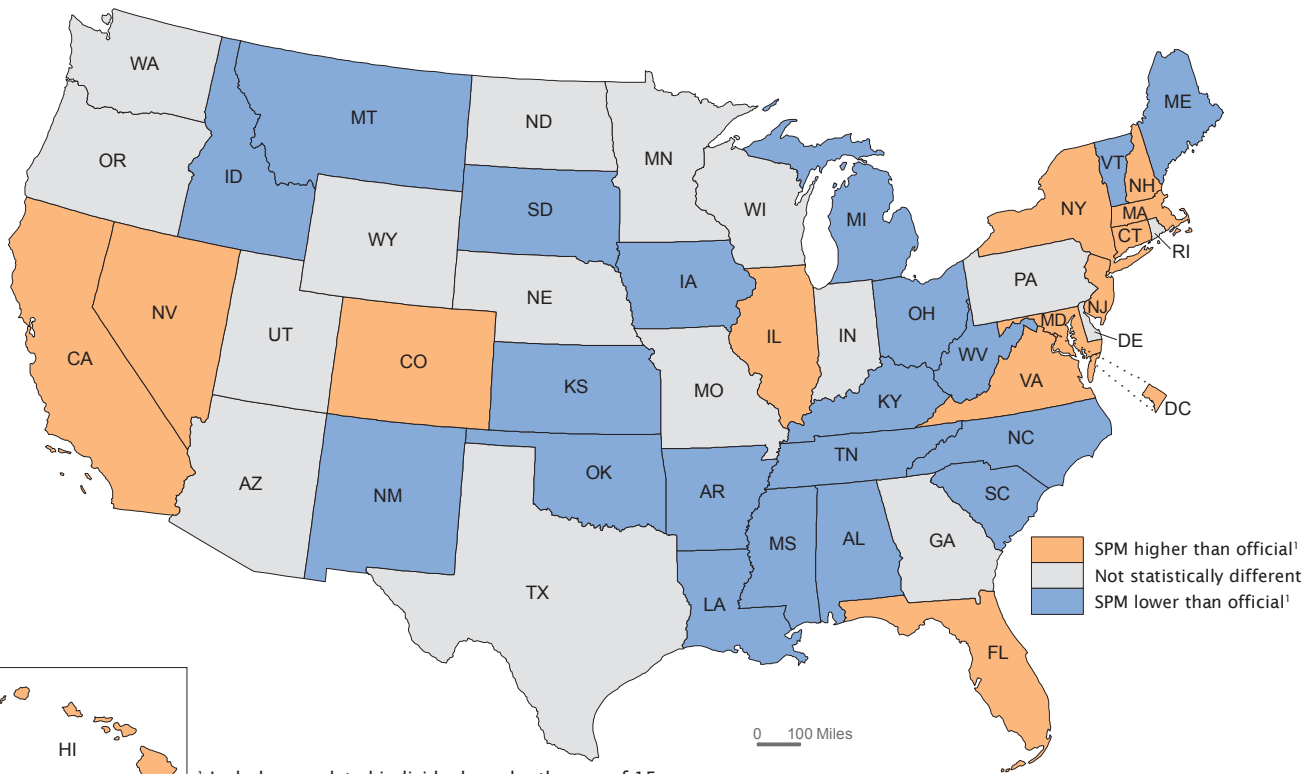 WA
MT
ND
MN
ME
OR
ID
SD
WI
MI
VT
NH
NY
MA
CT
RI
WY
IA
PA
NV
UT
CO
NE
IL
IN
OH
NJ
MD
DE
CA
KS
MO
WV
VA
KY
DC
AZ
NM
OK
AR
TN
NC
SC
MS
AL
GA
TX
LA
FL
SPM higher than official¹
Not statistically different
SPM lower than official¹
HI
0 100 Miles